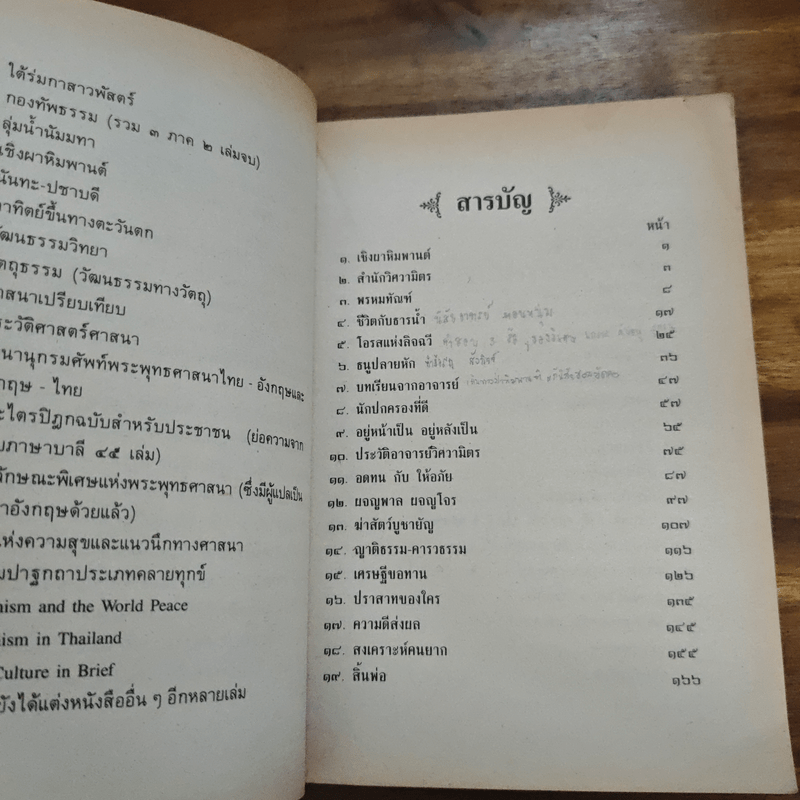 ใต้ร่มกาสาวพัสตร์
กองทัพธรรม (รวม ๓ ภาค ๒ เล่มจบ)
ลุ่มน้ำนัมมทา
เชิงผาหิมพานต์
นันทะ-ปชาบดี
าทิตย์ขึ้นทางตะวันตก
วัฒนธรรมวิทยา
ตถุธรรม (วัฒนธรรมทางวัตถุ)
าสนาเปรียบเทียบ
ระวัติศาสตร์ศาสนา
นานุกรมศัพท์พระพุทธศาสนาไทย - อังกฤษและ
กฤษ - ไทย
ะไตรปิฎกฉบับสำหรับประชาชน (ย่อความจาก
บภาษาบาลี ๔๕ เล่ม)
ลักษณะพิเศษแห่งพระพุทธศาสนา (ซึ่งมีผู้แปลเป็น
าอังกฤษด้วยแล้ว)
แห่งความสุขและแนวนึกทางศาสนา
มปาฐกถาประเภทคลายทุกข์
hism and the World Peace
ism in Thailand
Culture in Brief
ยังได้แต่งหนังสืออื่น ๆ อีกหลายเล่ม
สารบัญ
หน้า
๑. เชิงผาหิมพานต์ ๑
๒. สำนักวิศวามิตร ๓
๓. พรหมทัณฑ์ ๘
๔. ชีวิตกับธารน้ำ ๑๗
๕. โอรสแห่งลิจฉวี ๒๕
๖. ธนูปลายหัก ๓๖
๗. บทเรียนจากอาจารย์ ๔๗
๘. นักปกครองที่ดี ๕๗
๙. อยู่หน้าเป็น อยู่หลังเป็น ๖๕
๑๐. ประวัติอาจารย์วิศวามิตร ๗๕
๑๑. อดทน กับ ให้อภัย ๘๗
๑๒. ผจญพาล ผจญโจร ๙๗
๑๓. ฆ่าสัตว์บูชายัญ ๑๐๗
๑๔. ญาติธรรม-คารวธรรม ๑๑๖
๑๕. เศรษฐีขอทาน ๑๒๖
๑๖. ปราสาทของใคร ๑๓๕
๑๗. ความดีส่งผล ๑๔๕
๑๘. สงเคราะห์คนยาก ๑๕๕
๑๙. สิ้นพ่อ ๑๖๖